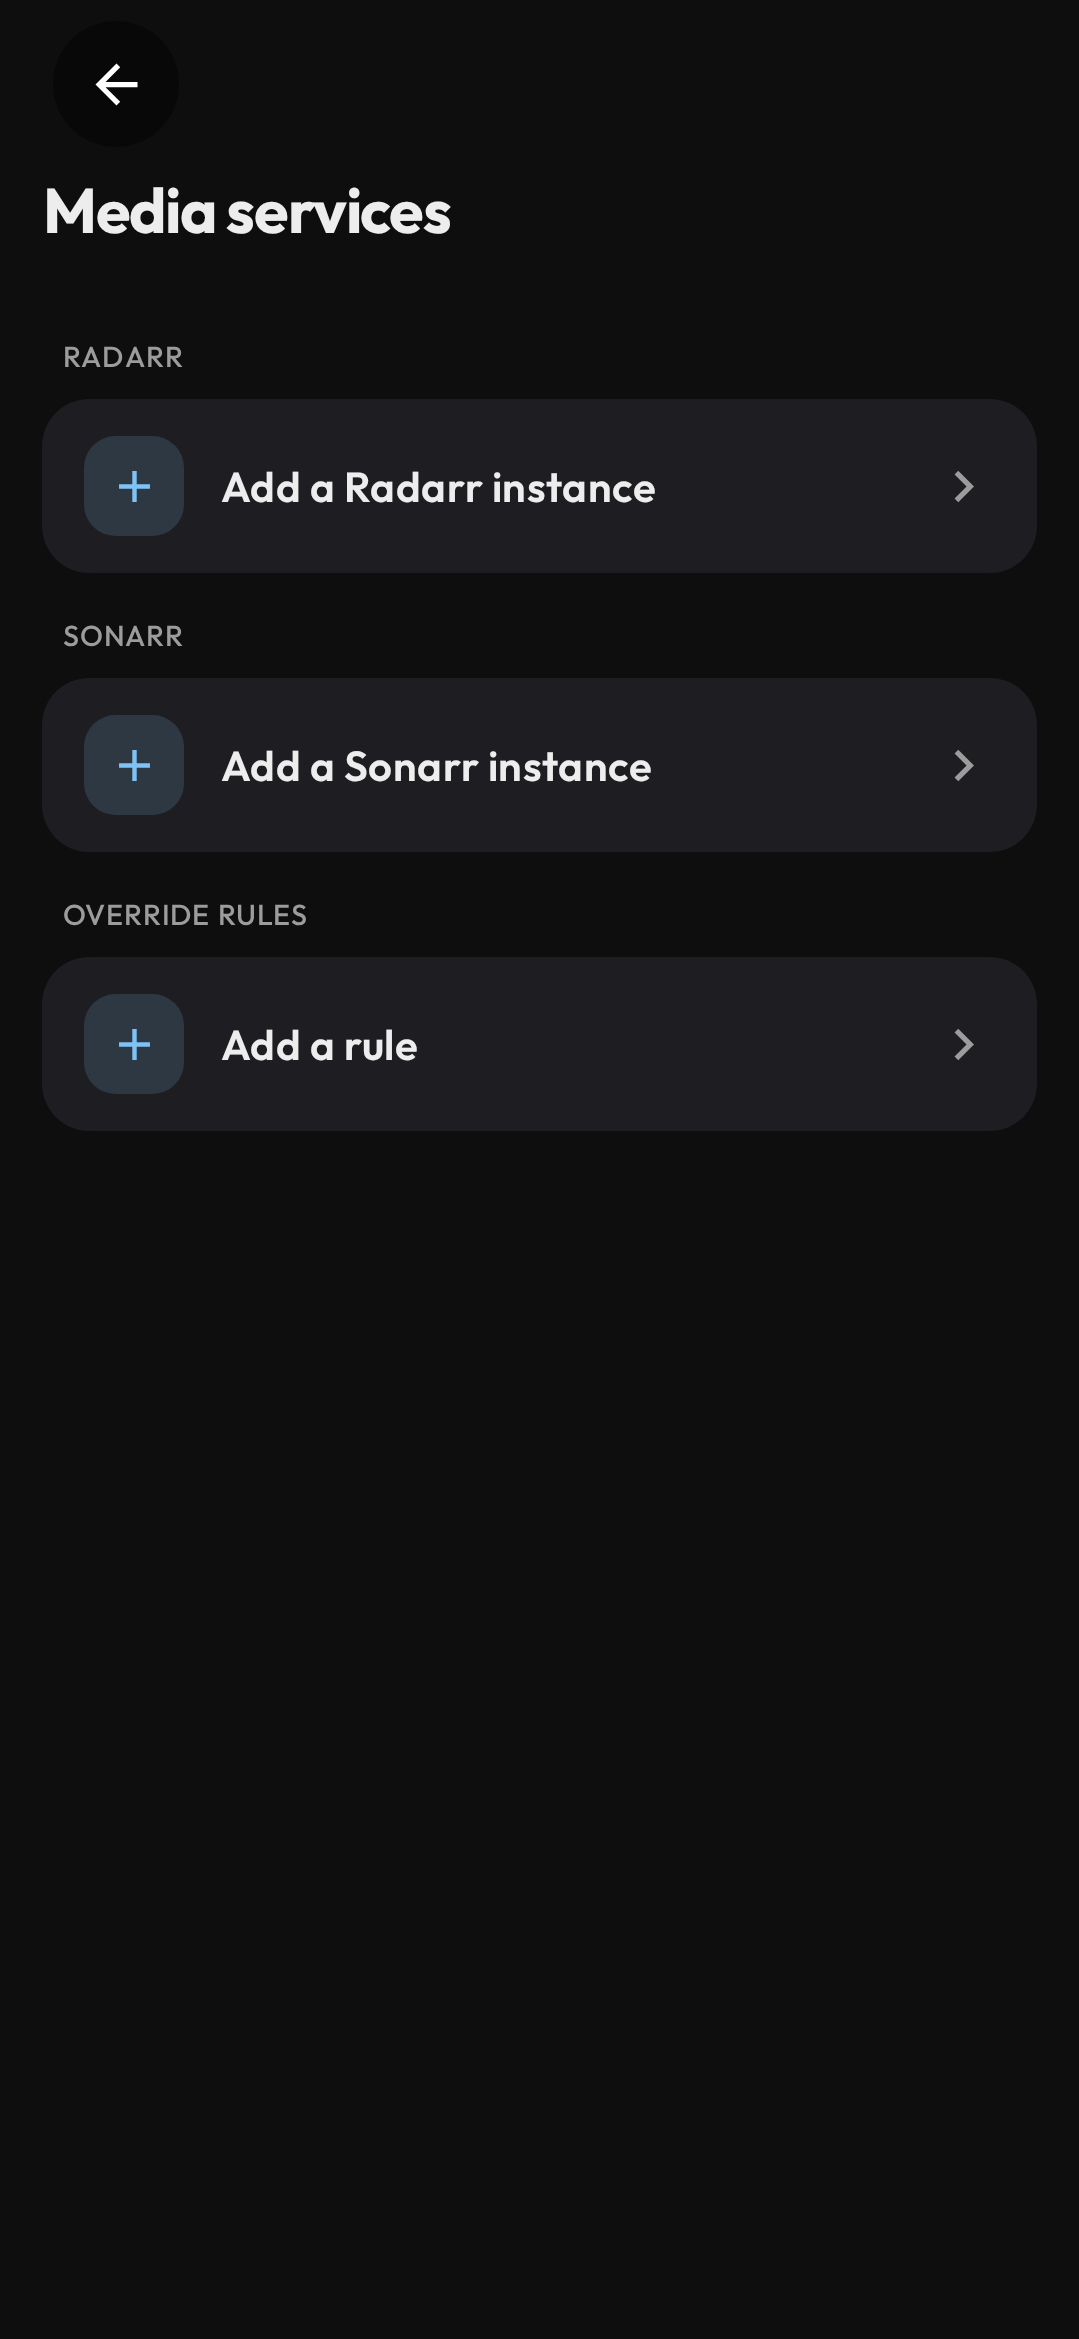 Media services
RADARR
Add a Radarr instance
SONARR
Add a Sonarr instance
OVERRIDE RULES
Add a rule